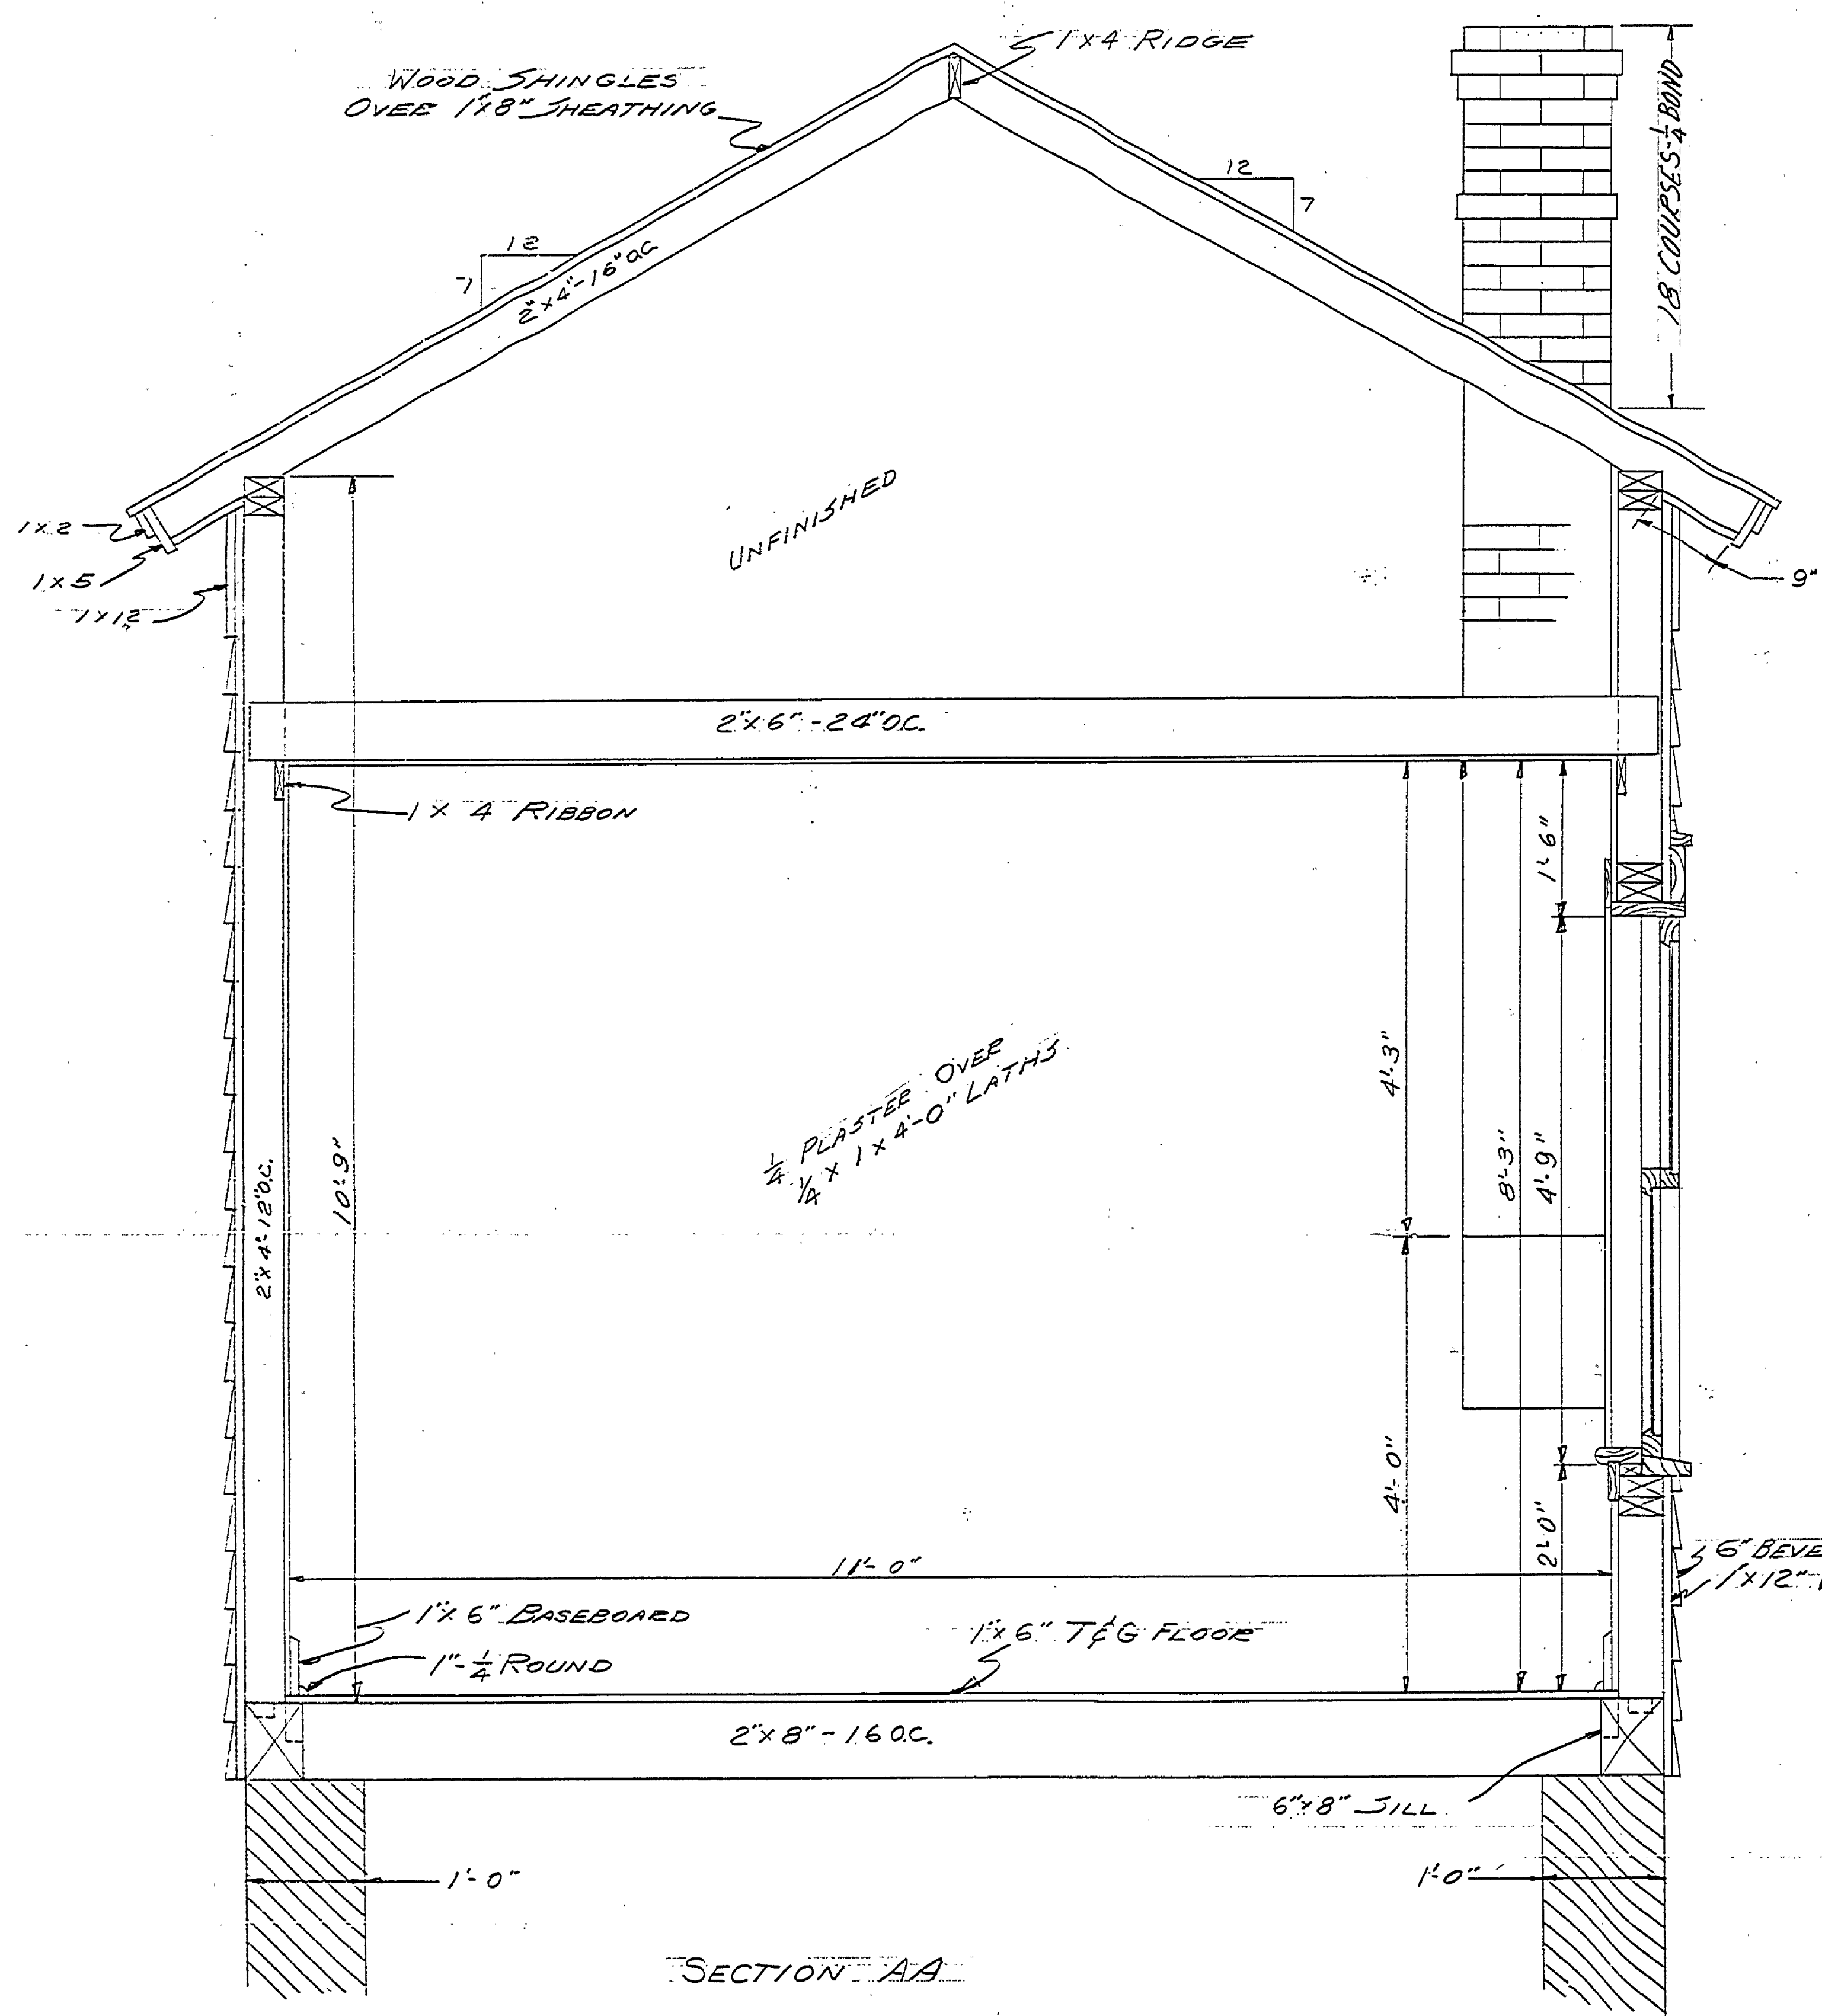 1x4 RIDGE
WOOD SHINGLES
OVER 1"x8" SHEATHING
18 COURSES-¼ BOND
12
7
12
7
2"x4"-16"O.C.
UNFINISHED
1x2
1x5
1x12
9"
2"x6"-24"O.C.
1x4 RIBBON
1'-6"
4'-3"
8'-3"
4'-9"
10'-9"
2"x4"-12"O.C.
¼ PLASTER OVER
¼ x 1 x 4'-0" LATHS
4'-0"
2'-0"
11'-0"
6" BEVE
1"x12"
1"x6" BASEBOARD
1"-¼ ROUND
1"x6" T&G FLOOR
2"x8"-16 O.C.
6"x8" SILL
1'-0"
1'-0"
SECTION AA